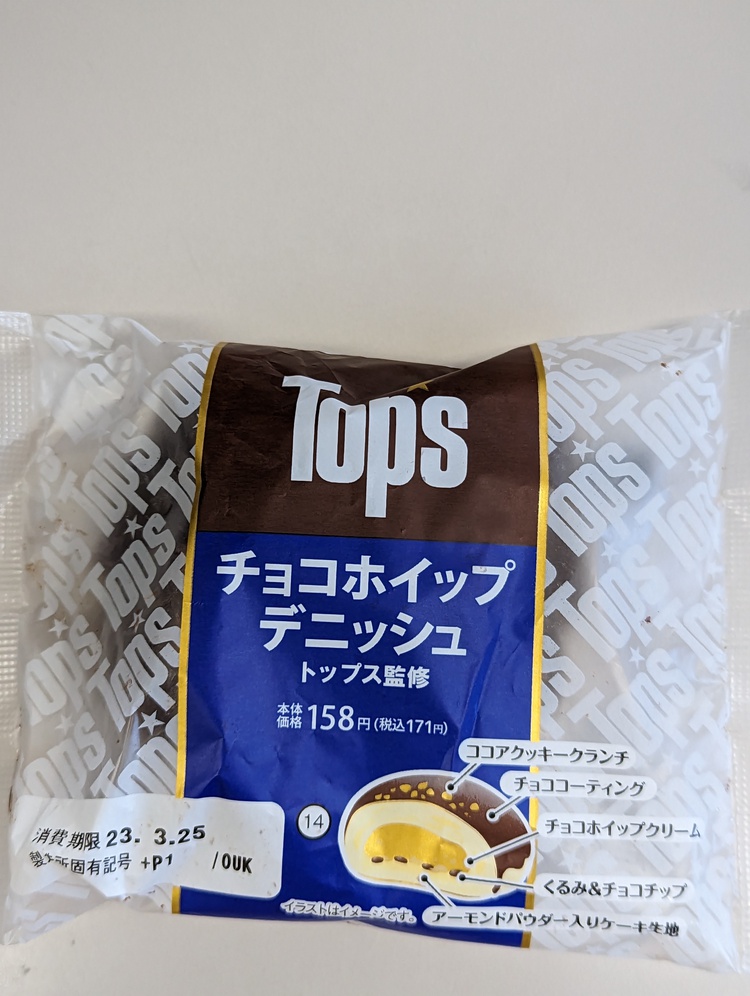 Tops
チョコホイップ
デニッシュ
トップス監修
本体
価格 158円(税込171円)
ココアクッキークランチ
チョココーティング
14
チョコホイップクリーム
くるみ&チョコチップ
アーモンドパウダー入りケーキ生地
イラストはイメージです。
消費期限 23. 3.25
製造所固有記号 +P1 /OUK